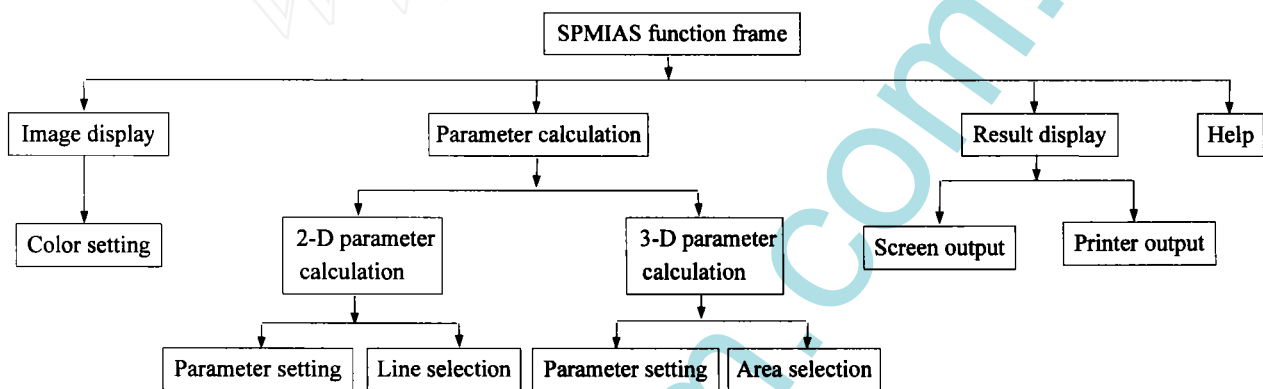 SPMIAS function frame
Image display
Parameter calculation
Result display
Help
Color setting
2-D parameter
calculation
3-D parameter
calculation
Screen output
Printer output
Parameter setting
Line selection
Parameter setting
Area selection